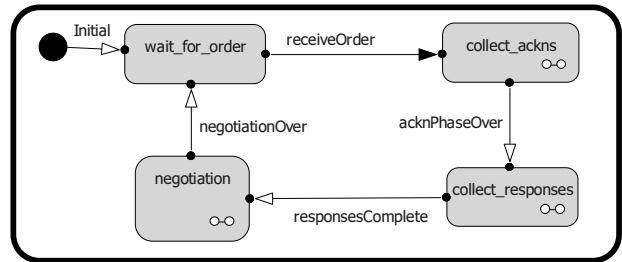 Initial
wait_for_order
receiveOrder
collect_ackns
acknPhaseOver
negotiationOver
negotiation
collect_responses
responsesComplete